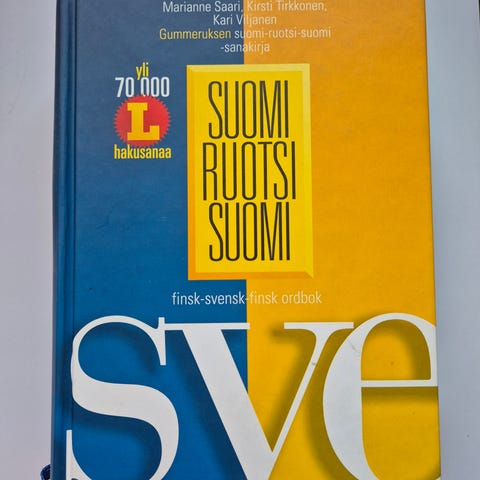 Marianne Saari, Kirsti Tirkkonen,
Kari Viljanen
Gummeruksen suomi-ruotsi-suomi
-sanakirja
yli
70 000
L
hakusanaa
SUOMI
RUOTSI
SUOMI
finsk-svensk-finsk ordbok
sve